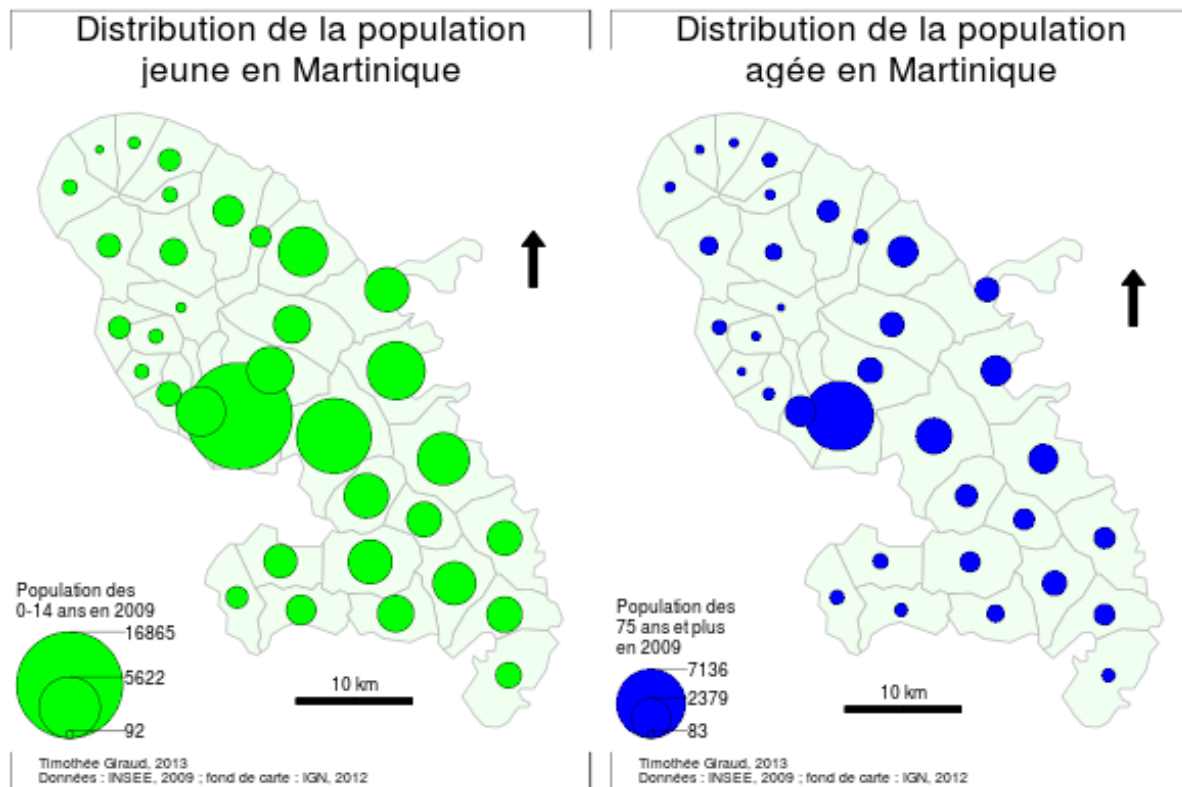 Distribution de la population
jeune en Martinique
Population des
0-14 ans en 2009
16865
5622
92
10 km
Timothée Giraud, 2013
Données : INSEE, 2009 ; fond de carte : IGN, 2012
Distribution de la population
agée en Martinique
Population des
75 ans et plus
en 2009
7136
2379
83
10 km
Timothée Giraud, 2013
Données : INSEE, 2009 ; fond de carte : IGN, 2012